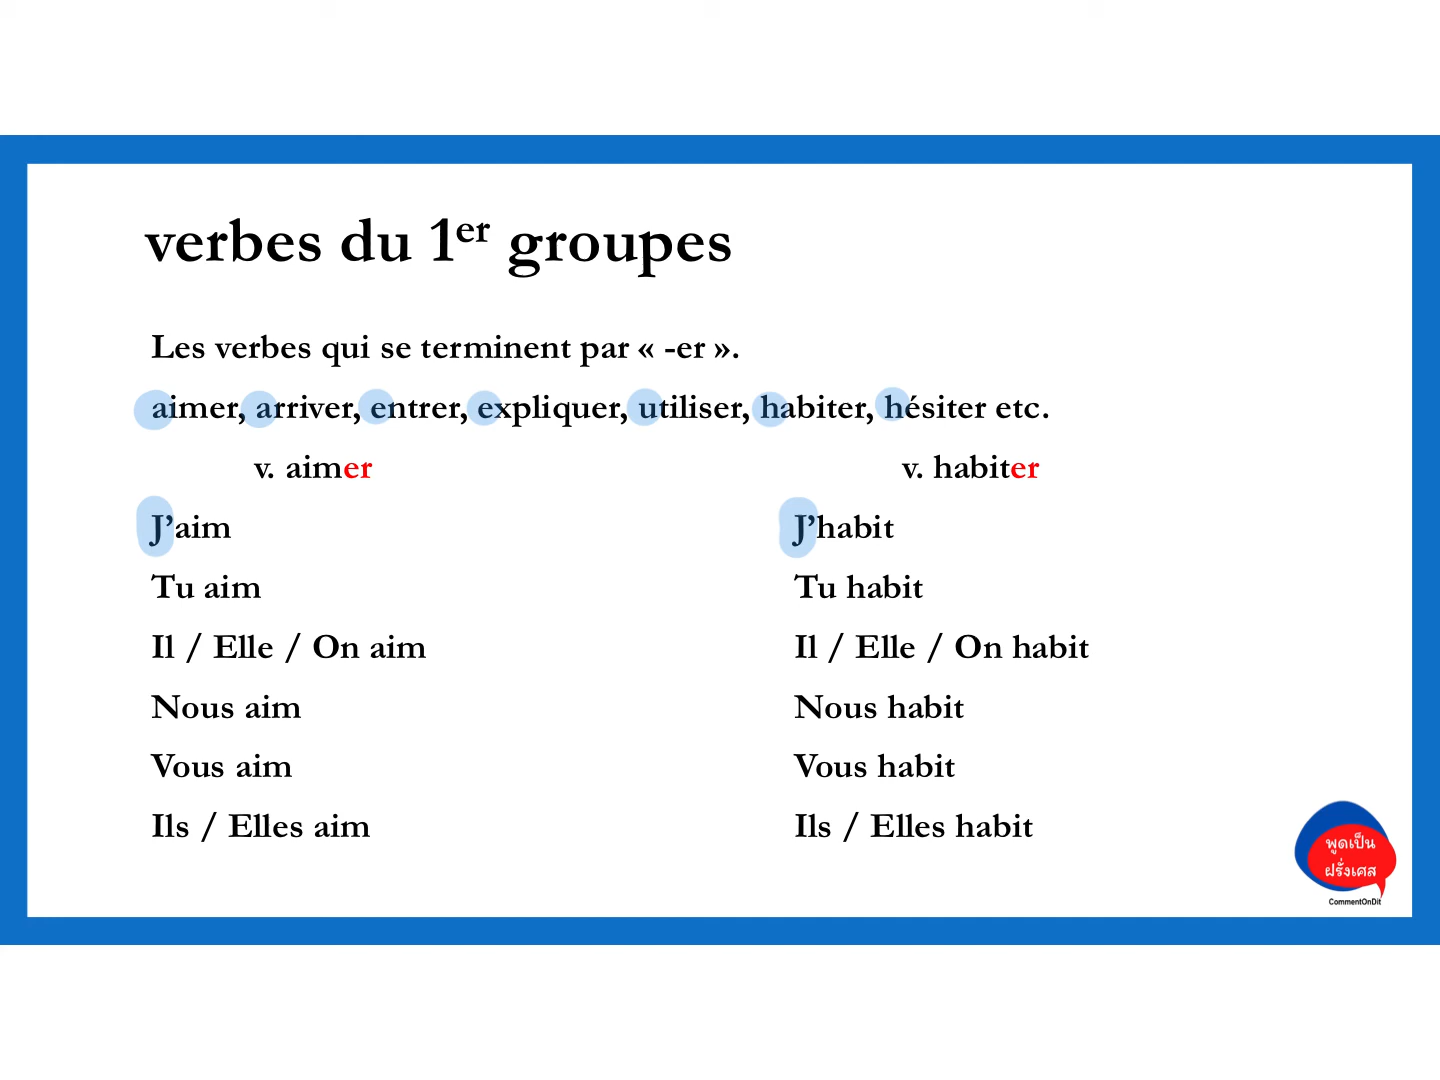 verbes du 1er groupes
Les verbes qui se terminent par « -er ».
aimer, arriver, entrer, expliquer, utiliser, habiter, hésiter etc.
v. aimer
J’aim
Tu aim
Il / Elle / On aim
Nous aim
Vous aim
Ils / Elles aim
v. habiter
J’habit
Tu habit
Il / Elle / On habit
Nous habit
Vous habit
Ils / Elles habit
พูดเป็น
ฝรั่งเศส
CommentOnDit